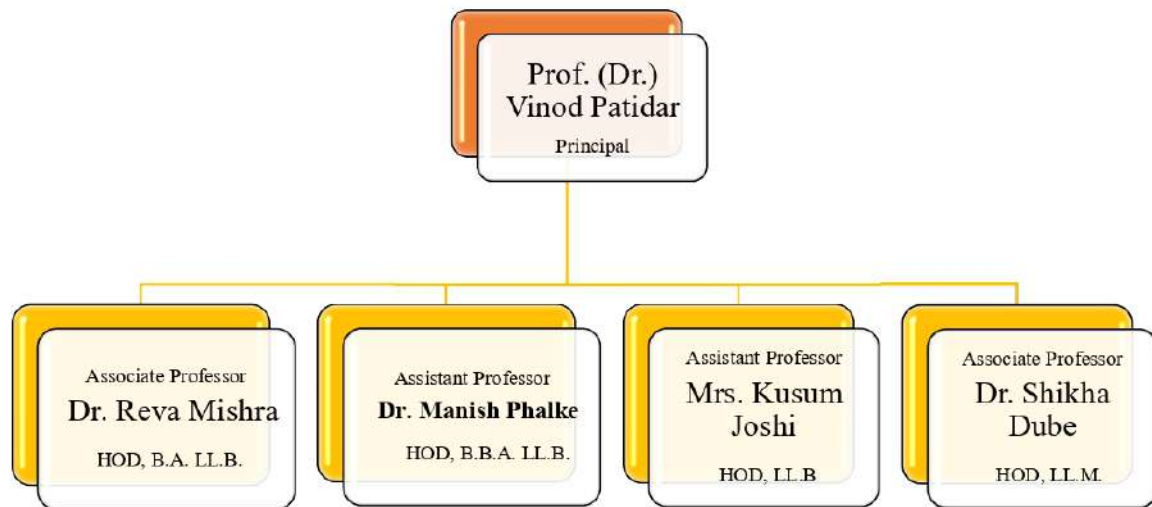 Prof. (Dr.)
Vinod Patidar
Principal
Associate Professor
Dr. Reva Mishra
HOD, B.A. LL.B.
Assistant Professor
Dr. Manish Phalke
HOD, B.B.A. LL.B.
Assistant Professor
Mrs. Kusum
Joshi
HOD, LL.B
Associate Professor
Dr. Shikha
Dube
HOD, LL.M.